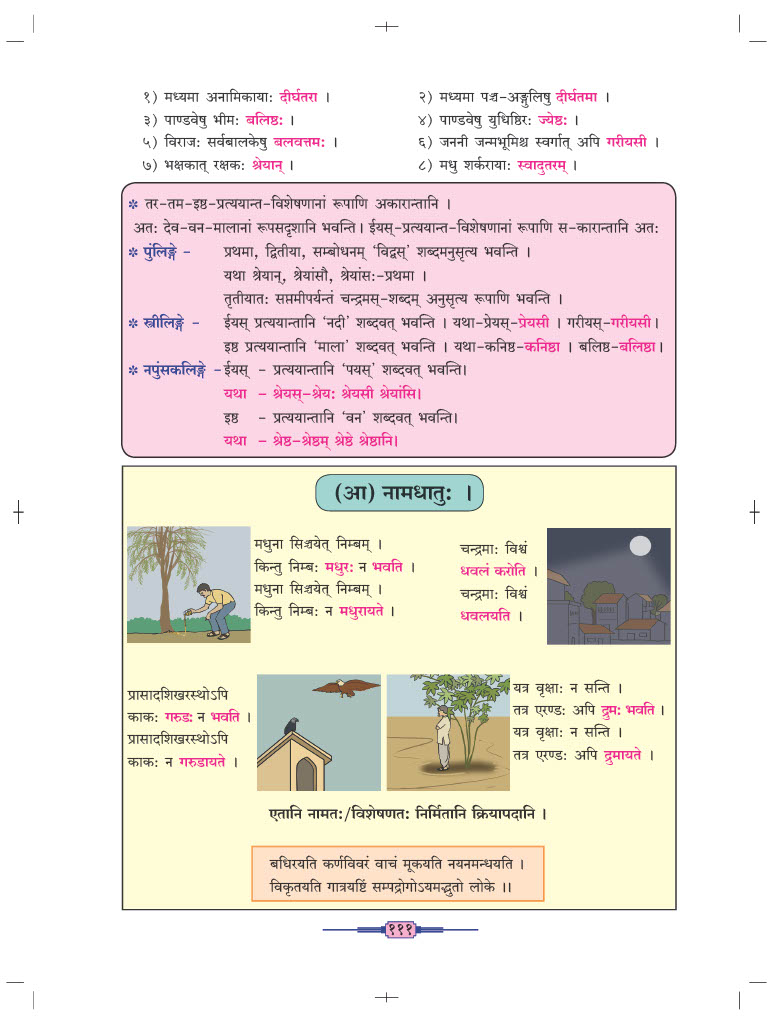 १) मध्यमा अनामिकायाः दीर्घतरा ।
२) मध्यमा पञ्च-अङ्गुलिषु दीर्घतमा ।
३) पाण्डवेषु भीमः बलिष्ठः ।
४) पाण्डवेषु युधिष्ठिरः ज्येष्ठः ।
५) विराजः सर्वबालकेषु बलवत्तमः ।
६) जननी जन्मभूमिश्च स्वर्गात् अपि गरीयसी ।
७) भक्षकात् रक्षकः श्रेयान् ।
८) मधु शर्करायाः स्वादुतरम् ।
✽ तर-तम-इष्ठ-प्रत्ययान्त-विशेषणानां रूपाणि अकारान्तानि ।
अतः देव-वन-मालानां रूपसदृशानि भवन्ति। ईयस्-प्रत्ययान्त-विशेषणानां रूपाणि स-कारान्तानि अतः
✽ पुंलिङ्गे - प्रथमा, द्वितीया, सम्बोधनम् ‘विद्वस्’ शब्दमनुसृत्य भवन्ति ।
यथा श्रेयान्, श्रेयांसौ, श्रेयांसः-प्रथमा ।
तृतीयातः सप्तमीपर्यन्तं चन्द्रमस्-शब्दम् अनुसृत्य रूपाणि भवन्ति ।
✽ स्त्रीलिङ्गे - ईयस् प्रत्ययान्तानि ‘नदी’ शब्दवत् भवन्ति । यथा-प्रेयस्-प्रेयसी । गरीयस्-गरीयसी।
इष्ठ प्रत्ययान्तानि ‘माला’ शब्दवत् भवन्ति । यथा-कनिष्ठ-कनिष्ठा । बलिष्ठ-बलिष्ठा।
✽ नपुंसकलिङ्गे - ईयस् - प्रत्ययान्तानि ‘पयस्’ शब्दवत् भवन्ति।
यथा - श्रेयस्-श्रेयः श्रेयसी श्रेयांसि।
इष्ठ - प्रत्ययान्तानि ‘वन’ शब्दवत् भवन्ति।
यथा - श्रेष्ठ-श्रेष्ठम् श्रेष्ठे श्रेष्ठानि।
(आ) नामधातुः ।
मधुना सिञ्चयेत् निम्बम् ।
किन्तु निम्बः मधुरः न भवति ।
मधुना सिञ्चयेत् निम्बम् ।
किन्तु निम्बः न मधुरायते ।
चन्द्रमाः विश्वं
धवलं करोति ।
चन्द्रमाः विश्वं
धवलयति ।
प्रासादशिखरस्थोऽपि
काकः गरुडः न भवति ।
प्रासादशिखरस्थोऽपि
काकः न गरुडायते ।
यत्र वृक्षाः न सन्ति ।
तत्र एरण्डः अपि द्रुमः भवति ।
यत्र वृक्षाः न सन्ति ।
तत्र एरण्डः अपि द्रुमायते ।
एतानि नामतः/विशेषणतः निर्मितानि क्रियापदानि ।
बधिरयति कर्णविवरं वाचं मूकयति नयनमन्धयति ।
विकृतयति गात्रयष्टिं सम्पद्रोगोऽयमद्भुतो लोके ।।
१११